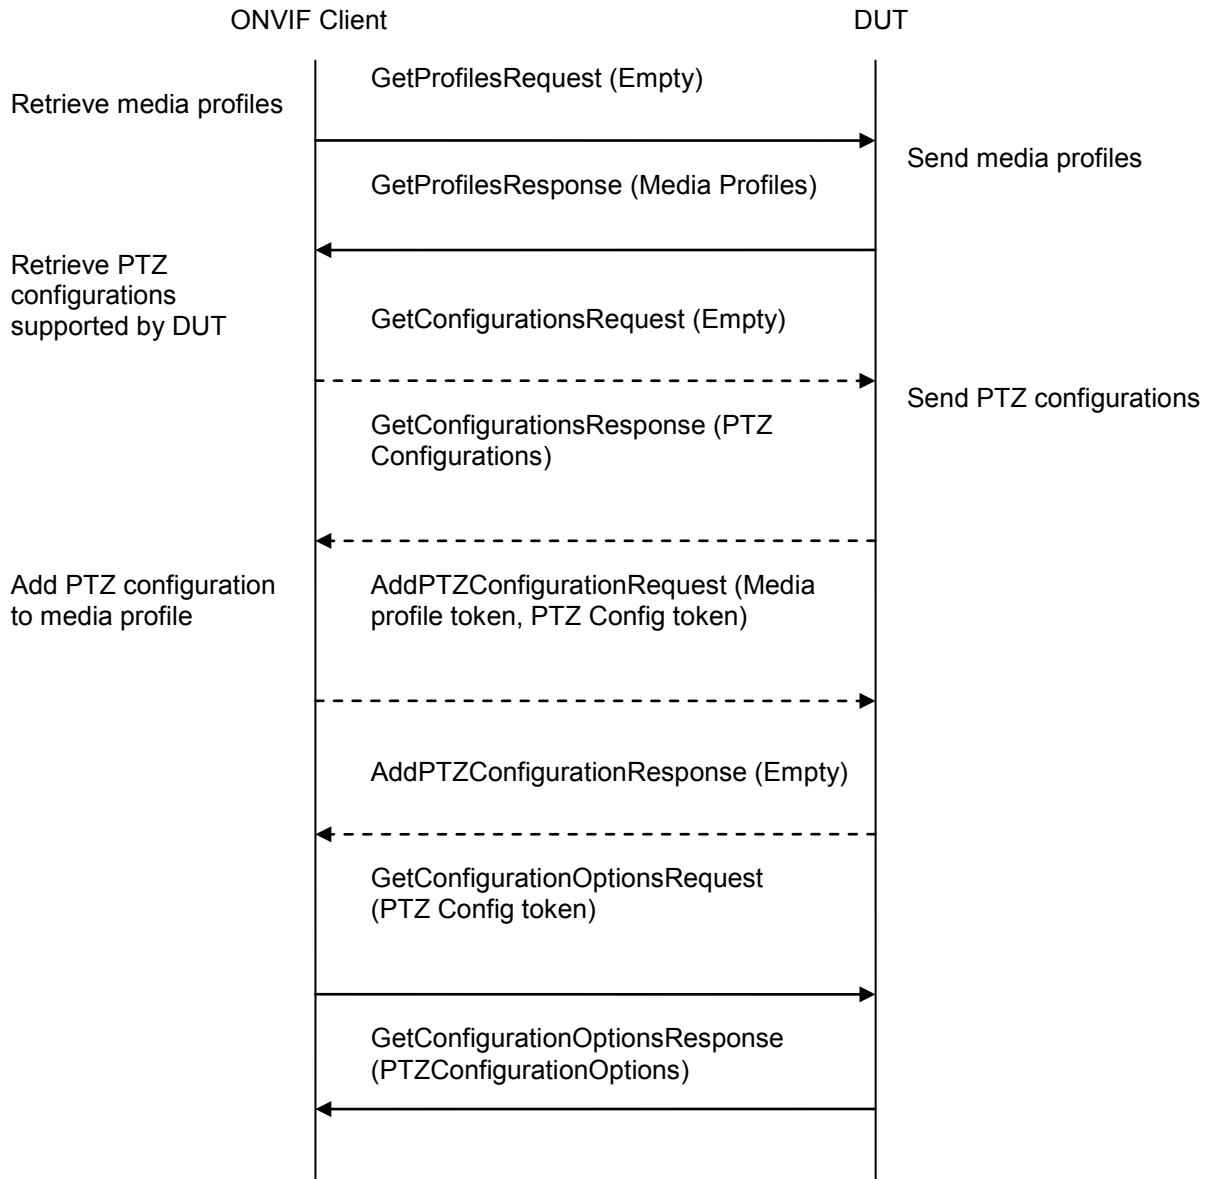 ONVIF Client
DUT
GetProfilesRequest (Empty)
Retrieve media profiles
Send media profiles
GetProfilesResponse (Media Profiles)
Retrieve PTZ
configurations
supported by DUT
GetConfigurationsRequest (Empty)
Send PTZ configurations
GetConfigurationsResponse (PTZ
Configurations)
Add PTZ configuration
to media profile
AddPTZConfigurationRequest (Media
profile token, PTZ Config token)
AddPTZConfigurationResponse (Empty)
GetConfigurationOptionsRequest
(PTZ Config token)
GetConfigurationOptionsResponse
(PTZConfigurationOptions)